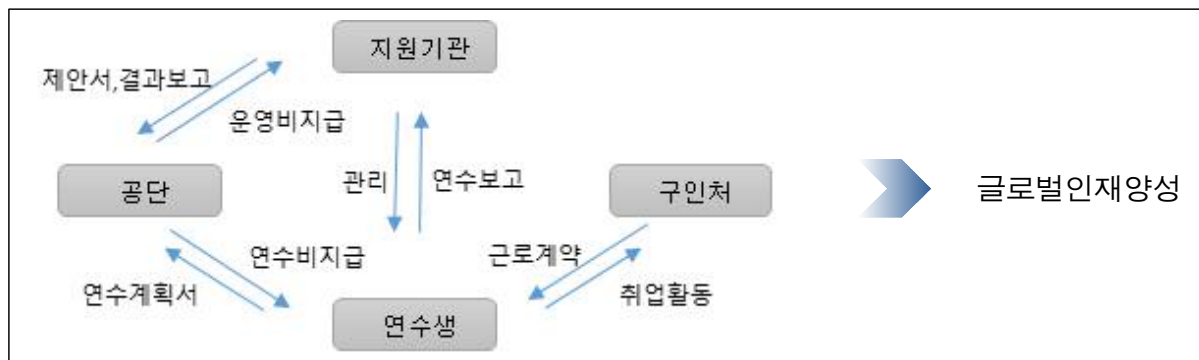 지원기관
제안서,결과보고
운영비지급
공단
관리
연수보고
구인처
글로벌인재양성
연수비지급
근로계약
연수계획서
취업활동
연수생